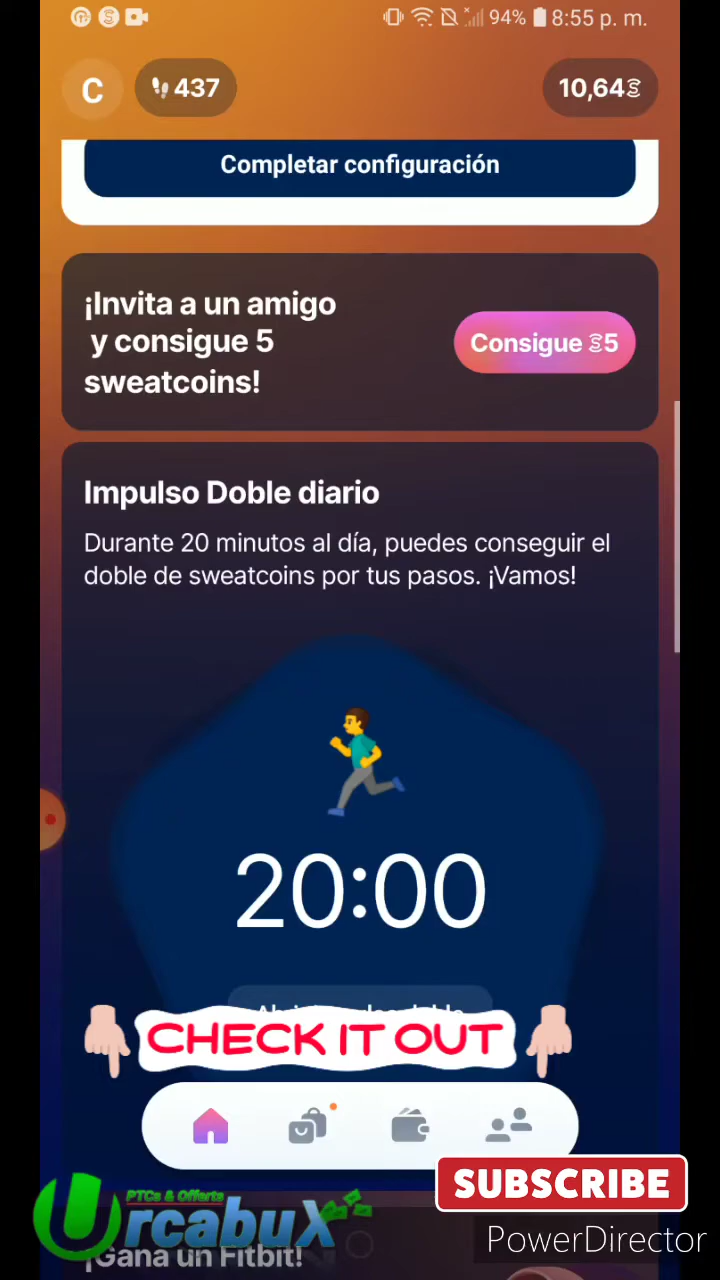 94% 8:55 p. m.
C 437 10,64
Completar configuración
¡Invita a un amigo
y consigue 5
sweatcoins!
Consigue 5
Impulso Doble diario
Durante 20 minutos al día, puedes conseguir el
doble de sweatcoins por tus pasos. ¡Vamos!
20:00
CHECK IT OUT
SUBSCRIBE
PTCs & Offerts
UrcabuX
PowerDirector
¡Gana un Fitbit!